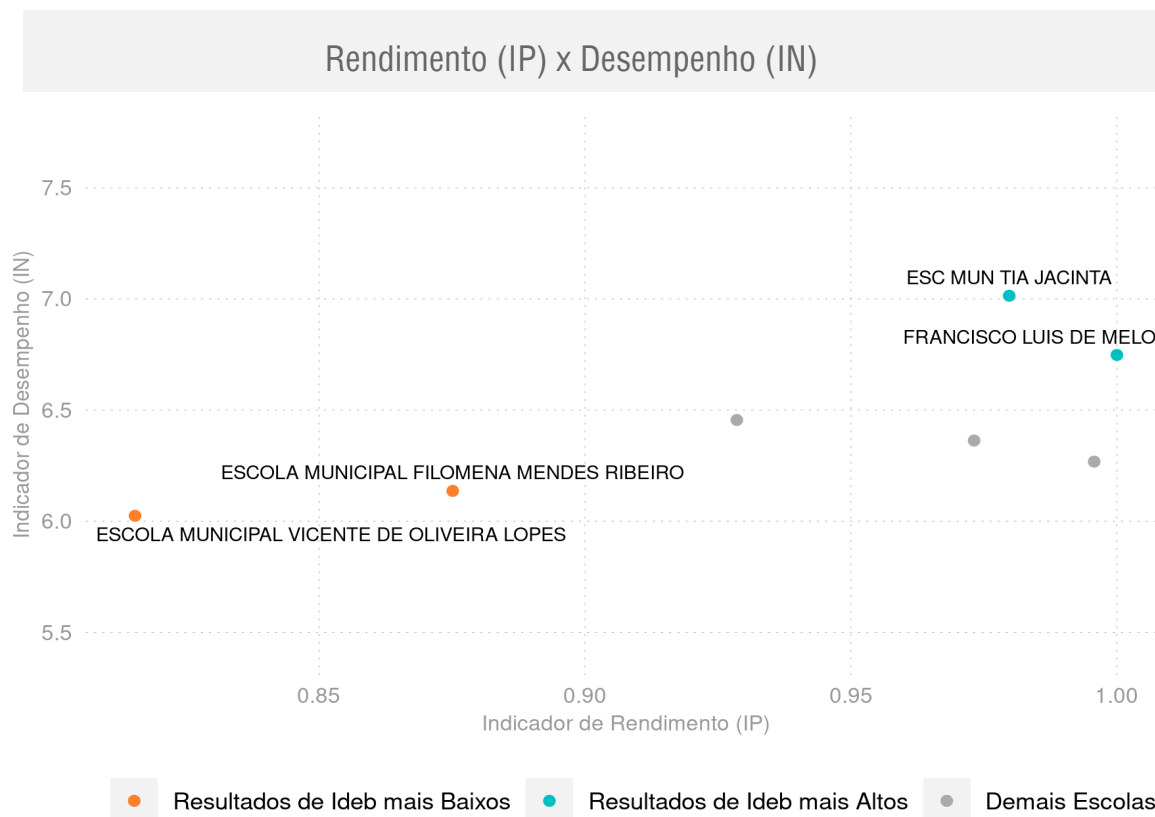 Rendimento (IP) x Desempenho (IN)
7.5
ESC MUN TIA JACINTA
7.0
FRANCISCO LUIS DE MELO
6.5
ESCOLA MUNICIPAL FILOMENA MENDES RIBEIRO
6.0
ESCOLA MUNICIPAL VICENTE DE OLIVEIRA LOPES
5.5
Indicador de Desempenho (IN)
0.85 0.90 0.95 1.00
Indicador de Rendimento (IP)
Resultados de Ideb mais Baixos Resultados de Ideb mais Altos Demais Escolas